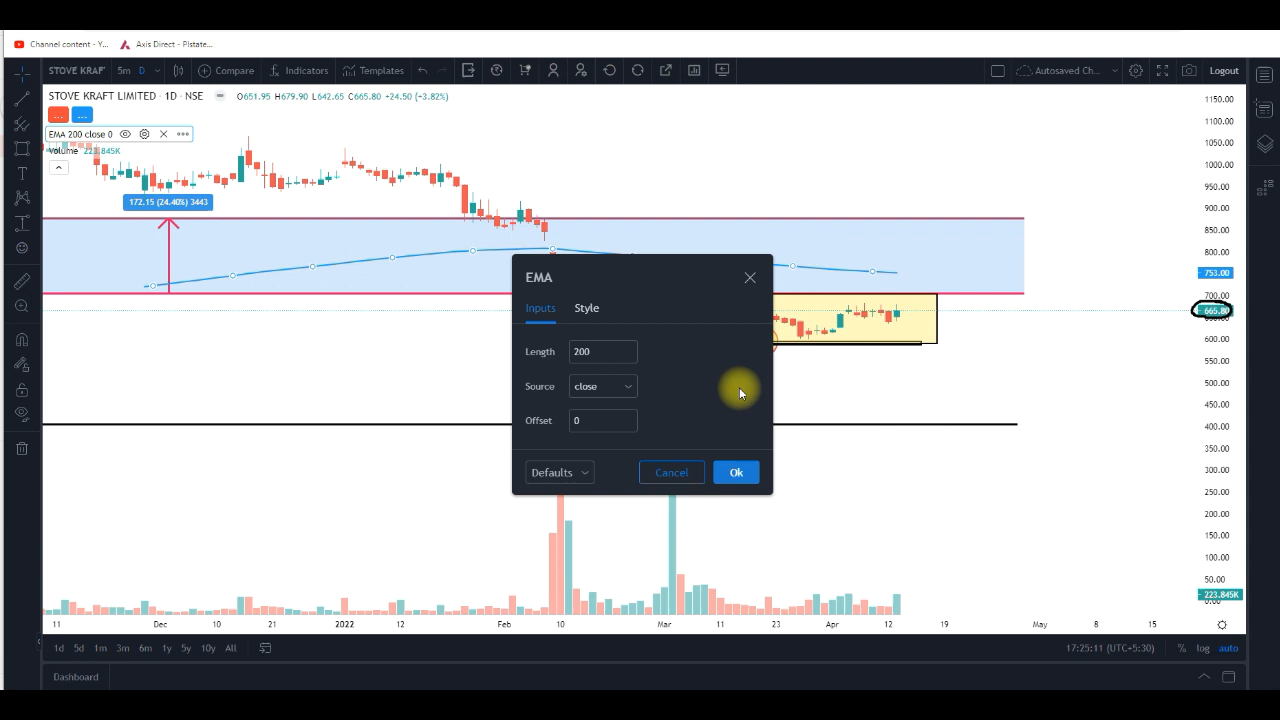 Channel content - Y...
Axis Direct - Plstate...
STOVE KRAF
5m
D
Compare
Indicators
Templates
Autosaved Ch...
Logout
STOVE KRAFT LIMITED · 1D · NSE
O651.95 H679.90 L642.65 C665.80 +24.50 (+3.82%)
...
...
EMA 200 close 0
Volume 223.845K
172.15 (24.40%) 3443
EMA
Inputs
Style
Length
200
Source
close
Offset
0
Defaults
Cancel
Ok
1150.00
1100.00
1050.00
1000.00
950.00
900.00
850.00
800.00
753.00
700.00
665.80
600.00
550.00
500.00
450.00
400.00
350.00
300.00
250.00
200.00
150.00
100.00
50.00
223.845K
11
Dec
10
21
2022
12
Feb
10
Mar
11
23
Apr
12
19
May
8
15
1d
5d
1m
3m
6m
1y
5y
10y
All
17:25:11 (UTC+5:30)
%
log
auto
Dashboard